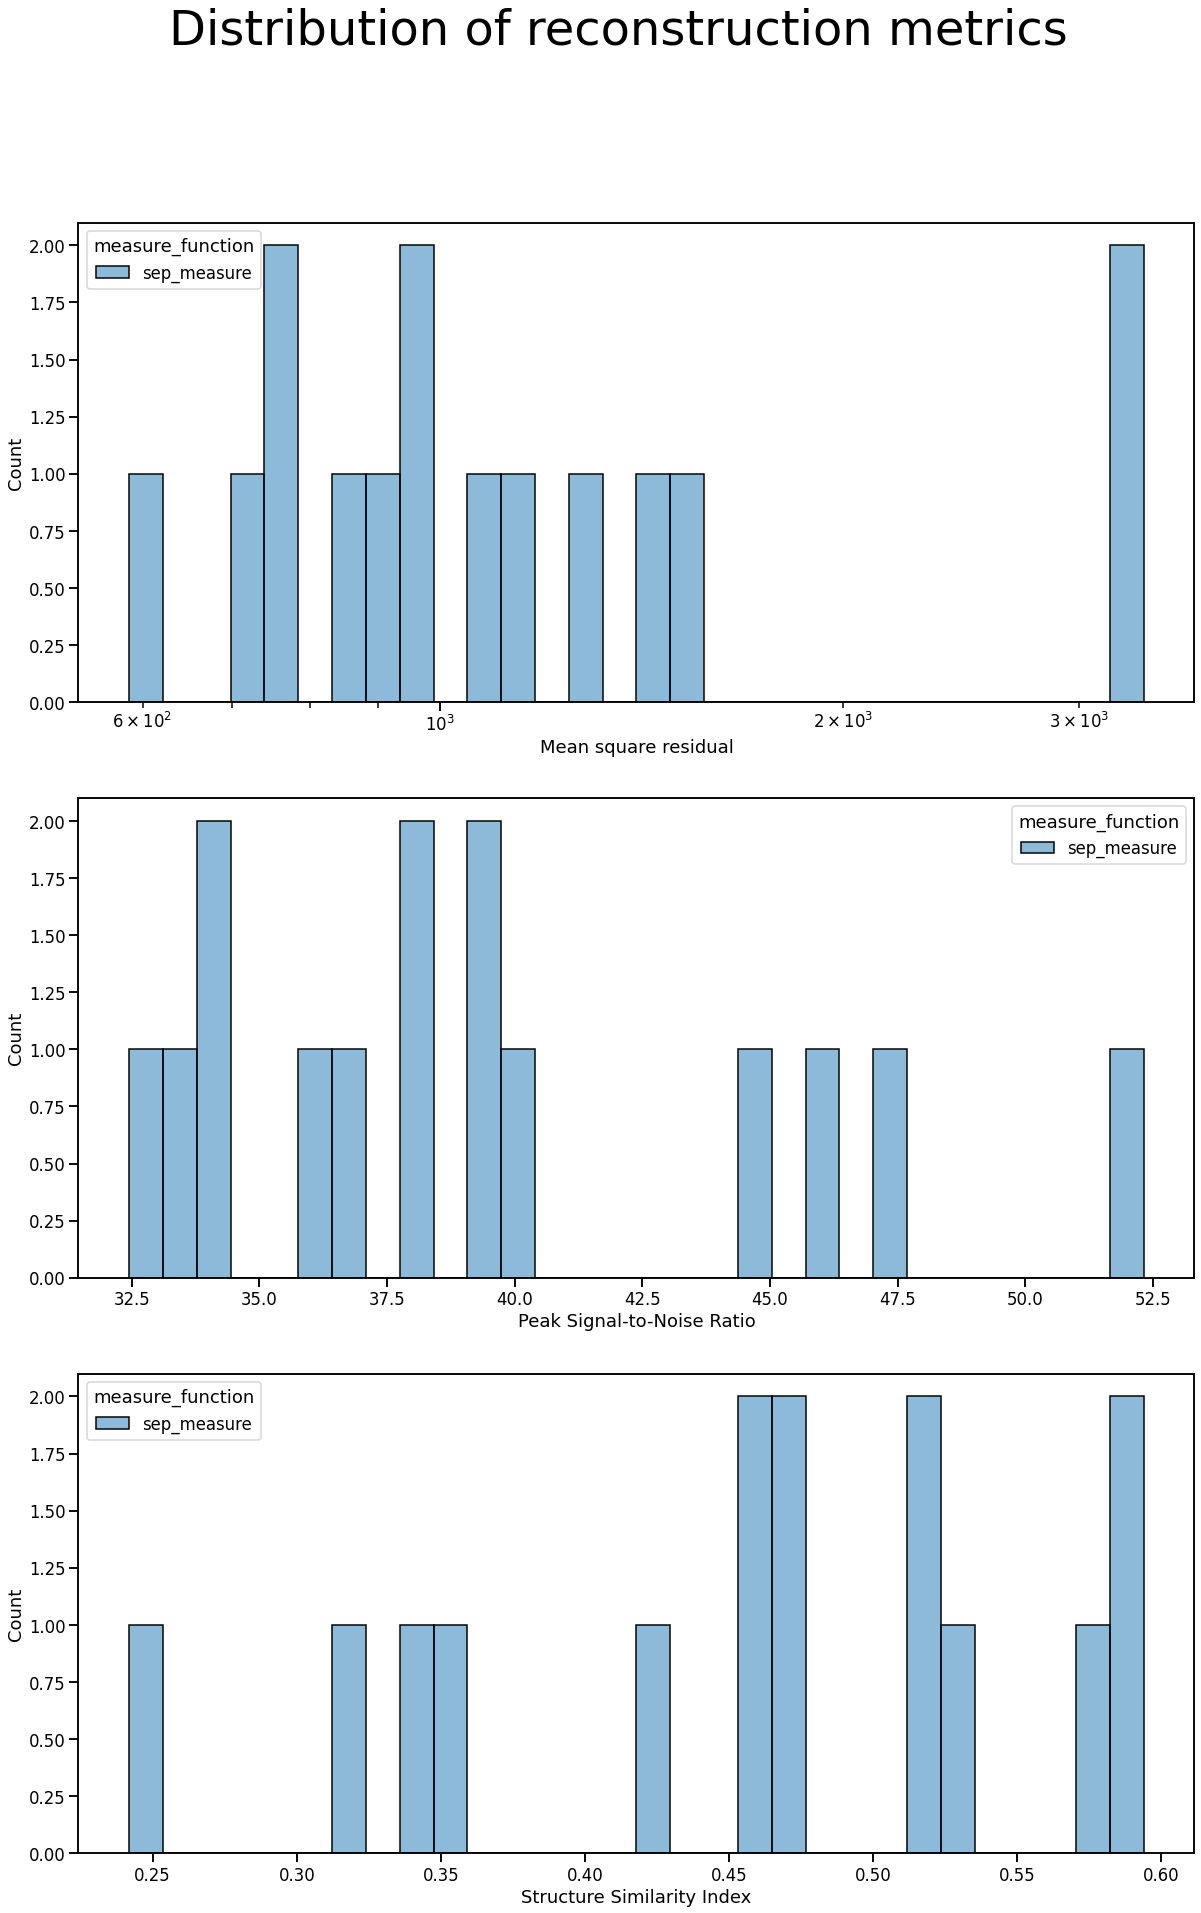 Distribution of reconstruction metrics
measure_function
sep_measure
Count
2.00
1.75
1.50
1.25
1.00
0.75
0.50
0.25
0.00
6 × 10² 10³ 2 × 10³ 3 × 10³
Mean square residual
measure_function
sep_measure
Count
2.00
1.75
1.50
1.25
1.00
0.75
0.50
0.25
0.00
32.5 35.0 37.5 40.0 42.5 45.0 47.5 50.0 52.5
Peak Signal-to-Noise Ratio
measure_function
sep_measure
Count
2.00
1.75
1.50
1.25
1.00
0.75
0.50
0.25
0.00
0.25 0.30 0.35 0.40 0.45 0.50 0.55 0.60
Structure Similarity Index